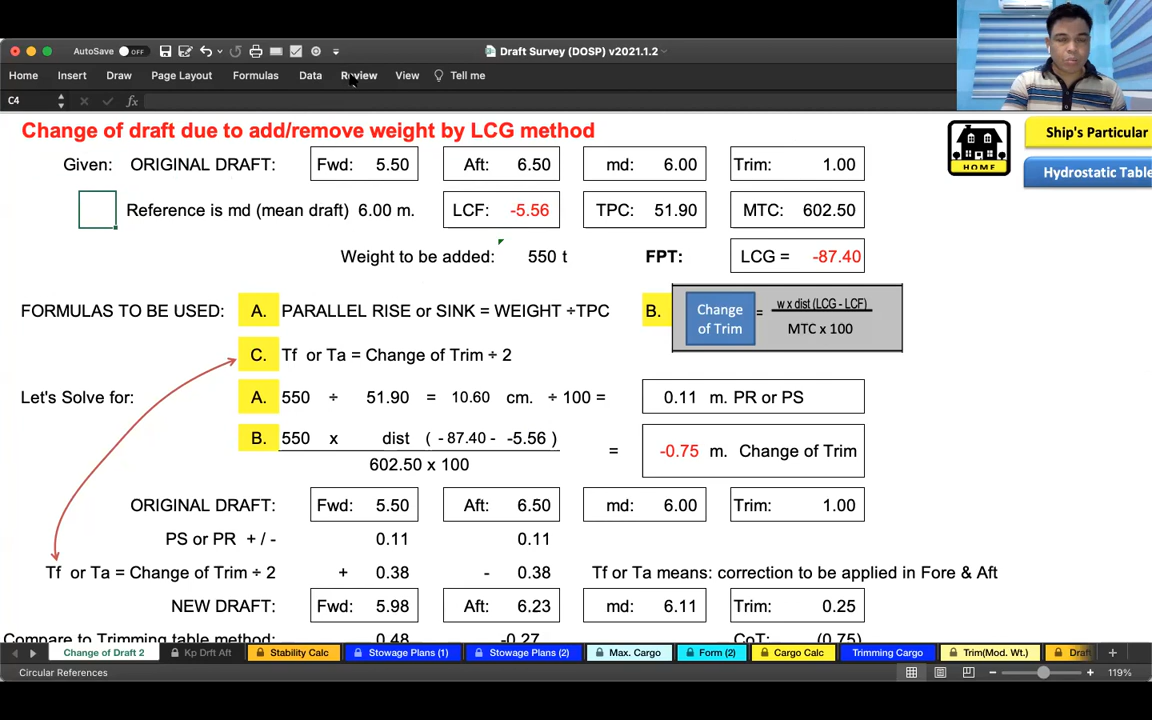 AutoSave OFF
Draft Survey (DOSP) v2021.1.2
Home Insert Draw Page Layout Formulas Data Review View Tell me
C4 fx
Change of draft due to add/remove weight by LCG method
HOME
Ship's Particular
Hydrostatic Table
Given: ORIGINAL DRAFT: Fwd: 5.50 Aft: 6.50 md: 6.00 Trim: 1.00
Reference is md (mean draft) 6.00 m. LCF: -5.56 TPC: 51.90 MTC: 602.50
Weight to be added: 550 t FPT: LCG = -87.40
FORMULAS TO BE USED: A. PARALLEL RISE or SINK = WEIGHT ÷TPC B. Change of Trim = w x dist (LCG - LCF)
MTC x 100
C. Tf or Ta = Change of Trim ÷ 2
Let's Solve for: A. 550 ÷ 51.90 = 10.60 cm. ÷ 100 = 0.11 m. PR or PS
B. 550 x dist ( - 87.40 - -5.56 ) = -0.75 m. Change of Trim
602.50 x 100
ORIGINAL DRAFT: Fwd: 5.50 Aft: 6.50 md: 6.00 Trim: 1.00
PS or PR + / - 0.11 0.11
Tf or Ta = Change of Trim ÷ 2 + 0.38 - 0.38 Tf or Ta means: correction to be applied in Fore & Aft
NEW DRAFT: Fwd: 5.98 Aft: 6.23 md: 6.11 Trim: 0.25
Compare to Trimming table method: 0.48 -0.27 CoT: (0.75)
Change of Draft 2 Kp Drft Aft Stability Calc Stowage Plans (1) Stowage Plans (2) Max. Cargo Form (2) Cargo Calc Trimming Cargo Trim(Mod. Wt.) Draft
Circular References 119%